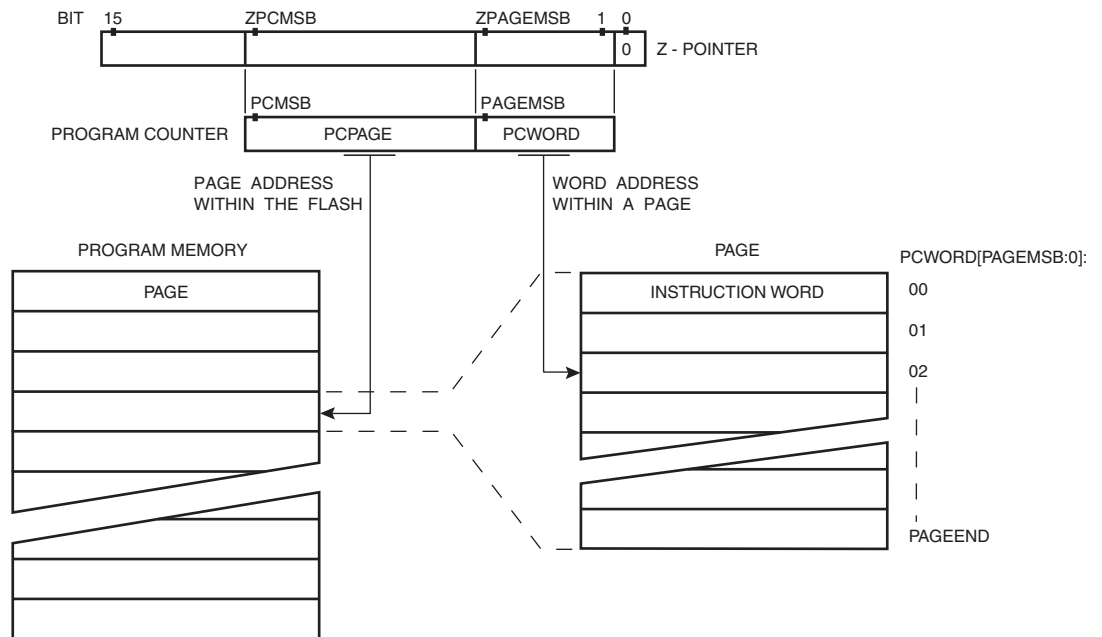 BIT 15 ZPCMSB ZPAGEMSB 1 0
0 Z - POINTER
PCMSB PAGEMSB
PROGRAM COUNTER PCPAGE PCWORD
PAGE ADDRESS
WITHIN THE FLASH
WORD ADDRESS
WITHIN A PAGE
PROGRAM MEMORY
PAGE
PAGE
INSTRUCTION WORD
PCWORD[PAGEMSB:0]:
00
01
02
PAGEEND